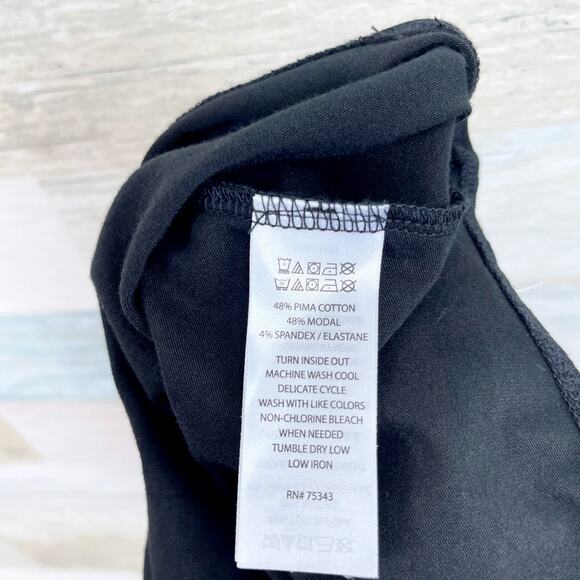 48% PIMA COTTON
48% MODAL
4% SPANDEX / ELASTANE
TURN INSIDE OUT
MACHINE WASH COOL
DELICATE CYCLE
WASH WITH LIKE COLORS
NON-CHLORINE BLEACH
WHEN NEEDED
TUMBLE DRY LOW
LOW IRON
RN# 75343